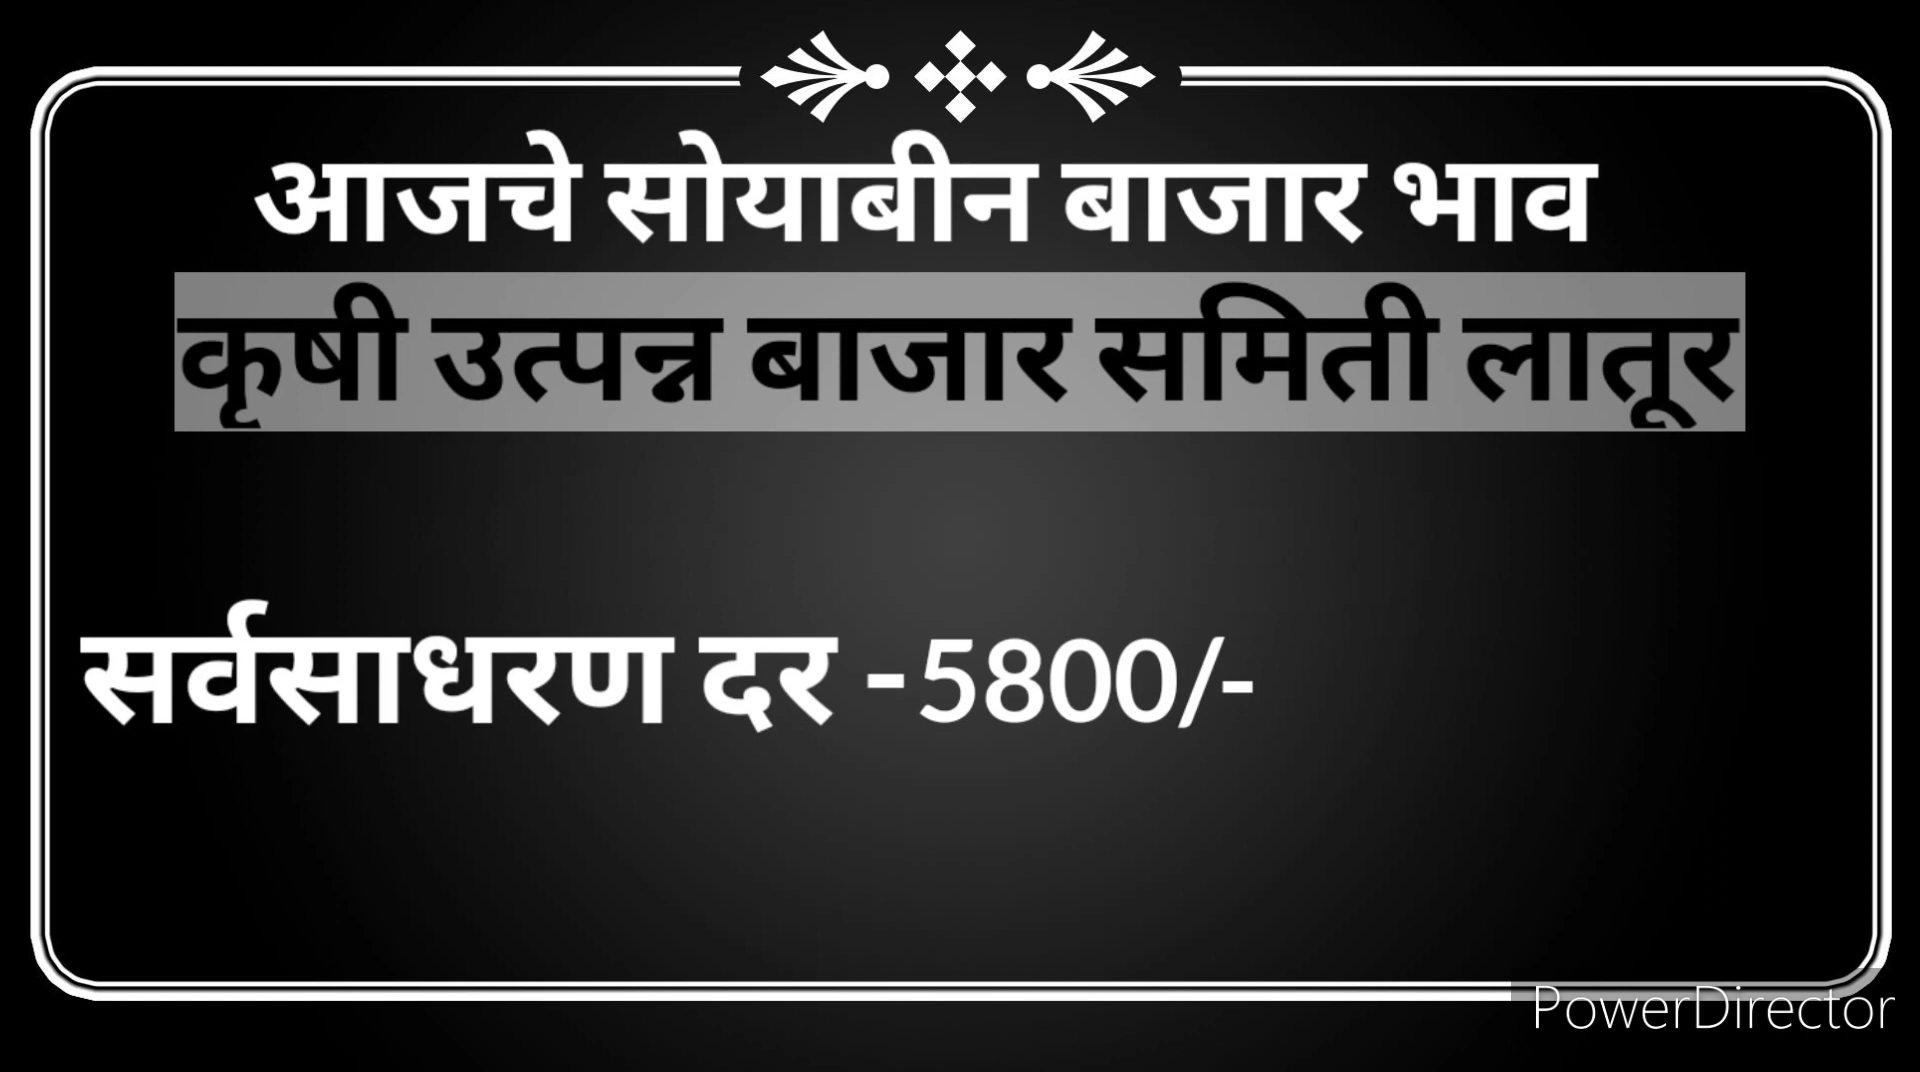 आजचे सोयाबीन बाजार भाव
कृषी उत्पन्न बाजार समिती लातूर
सर्वसाधरण दर -5800/-
PowerDirector